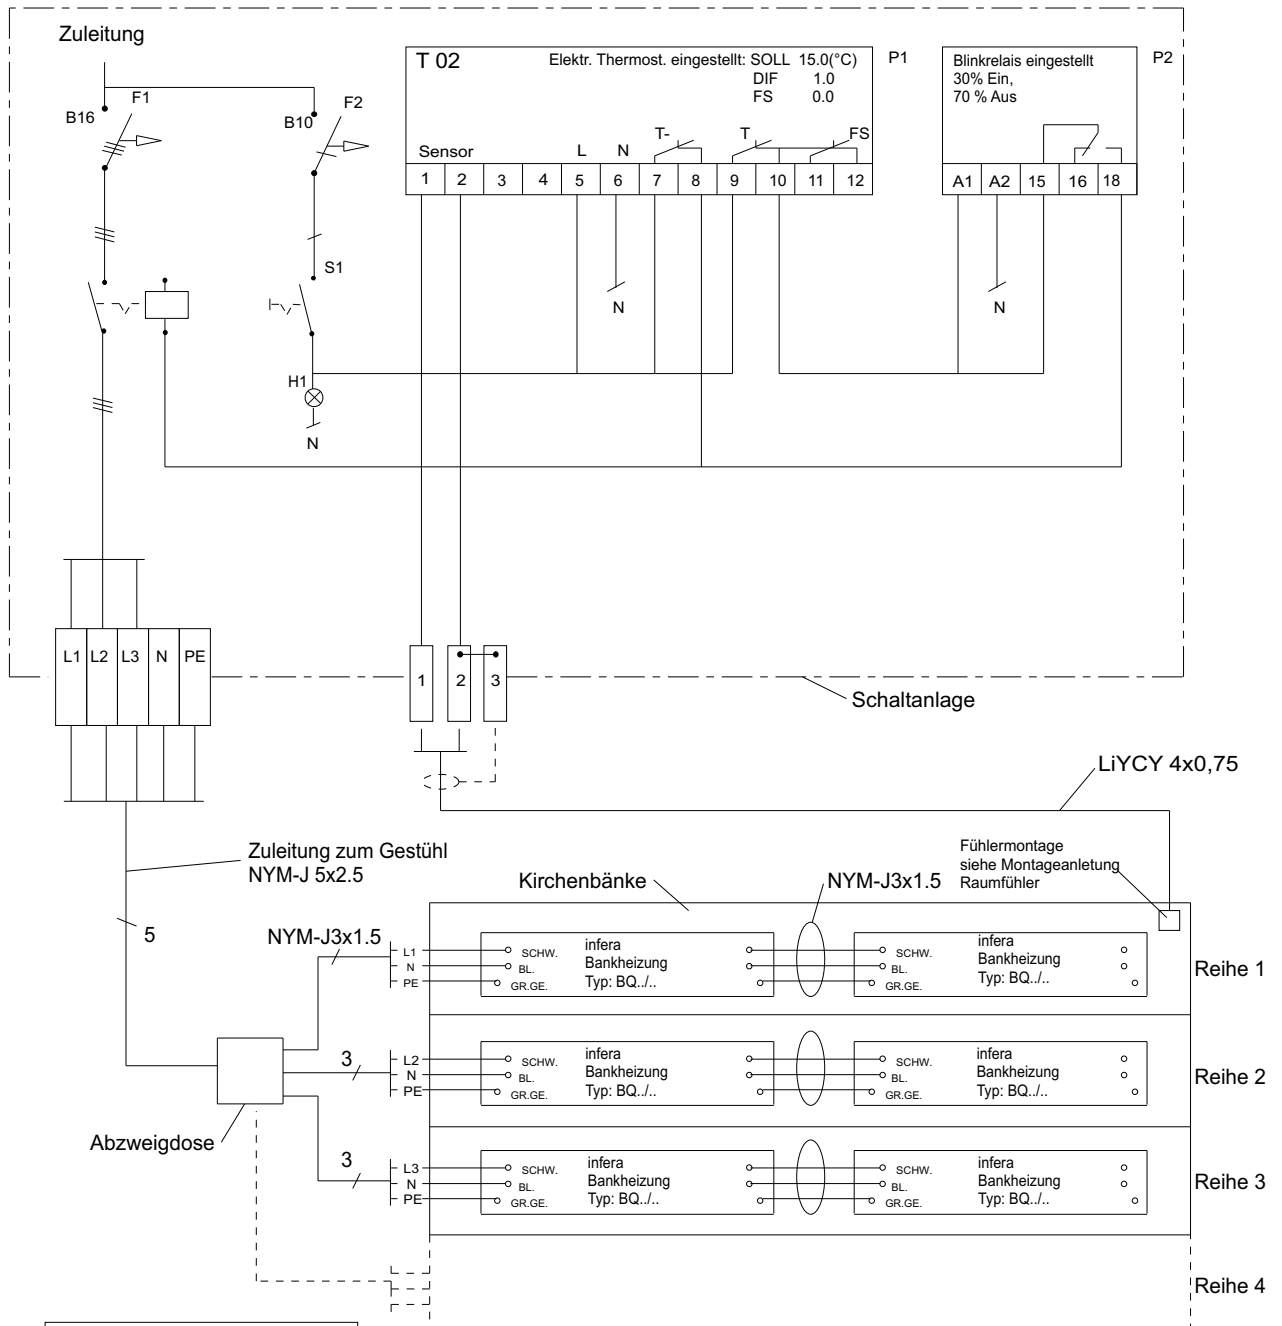 Zuleitung
T 02
Elektr. Thermost. eingestellt: SOLL 15.0(°C)
DIF 1.0
FS 0.0
P1
Blinkrelais eingestellt
30% Ein,
70 % Aus
P2
B16
F1
B10
F2
Sensor
L
N
T-
T
FS
1 2 3 4 5 6 7 8 9 10 11 12
A1 A2 15 16 18
S1
N
N
H1
N
L1 L2 L3 N PE
1 2 3
Schaltanlage
LiYCY 4x0,75
Zuleitung zum Gestühl
NYM-J 5x2.5
Fühlermontage
siehe Montageanletung
Raumfühler
Kirchenbänke
NYM-J3x1.5
5
NYM-J3x1.5
L1
N
PE
SCHW.
BL.
GR.GE.
infera
Bankheizung
Typ: BQ../..
SCHW.
BL.
GR.GE.
infera
Bankheizung
Typ: BQ../..
Reihe 1
3
L2
N
PE
SCHW.
BL.
GR.GE.
infera
Bankheizung
Typ: BQ../..
SCHW.
BL.
GR.GE.
infera
Bankheizung
Typ: BQ../..
Reihe 2
Abzweigdose
3
L3
N
PE
SCHW.
BL.
GR.GE.
infera
Bankheizung
Typ: BQ../..
SCHW.
BL.
GR.GE.
infera
Bankheizung
Typ: BQ../..
Reihe 3
Reihe 4